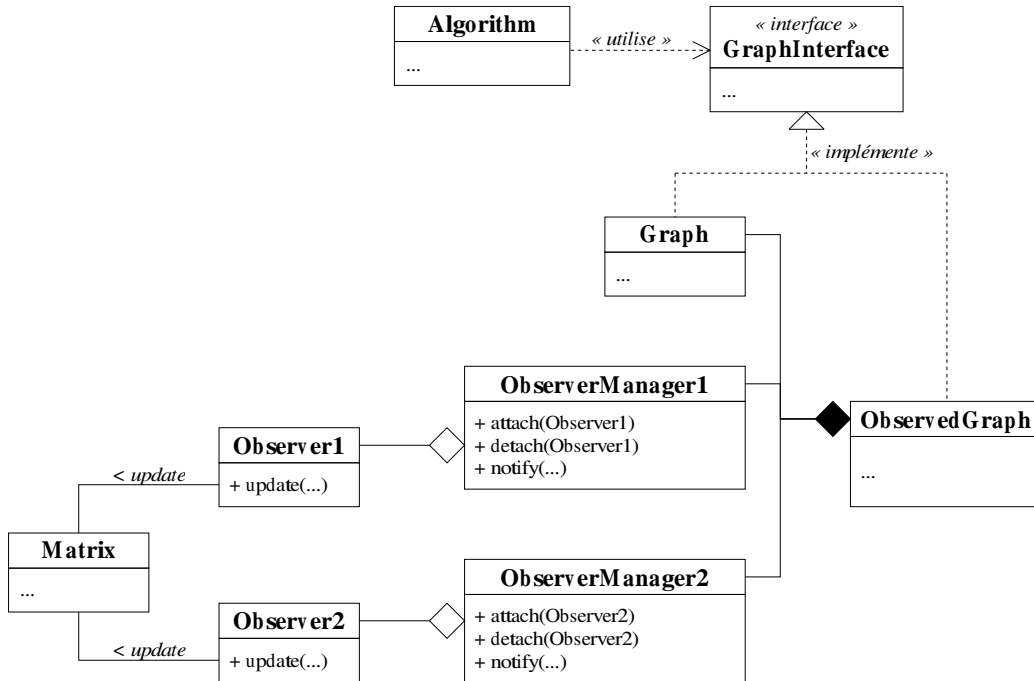 Algorithm
...
« utilise »
« interface »
GraphInterface
...
« implémente »
Graph
...
ObserverManager1
+ attach(Observer1)
+ detach(Observer1)
+ notify(...)
ObservedGraph
...
Observer1
+ update(...)
< update
Matrix
...
ObserverManager2
+ attach(Observer2)
+ detach(Observer2)
+ notify(...)
Observer2
+ update(...)
< update